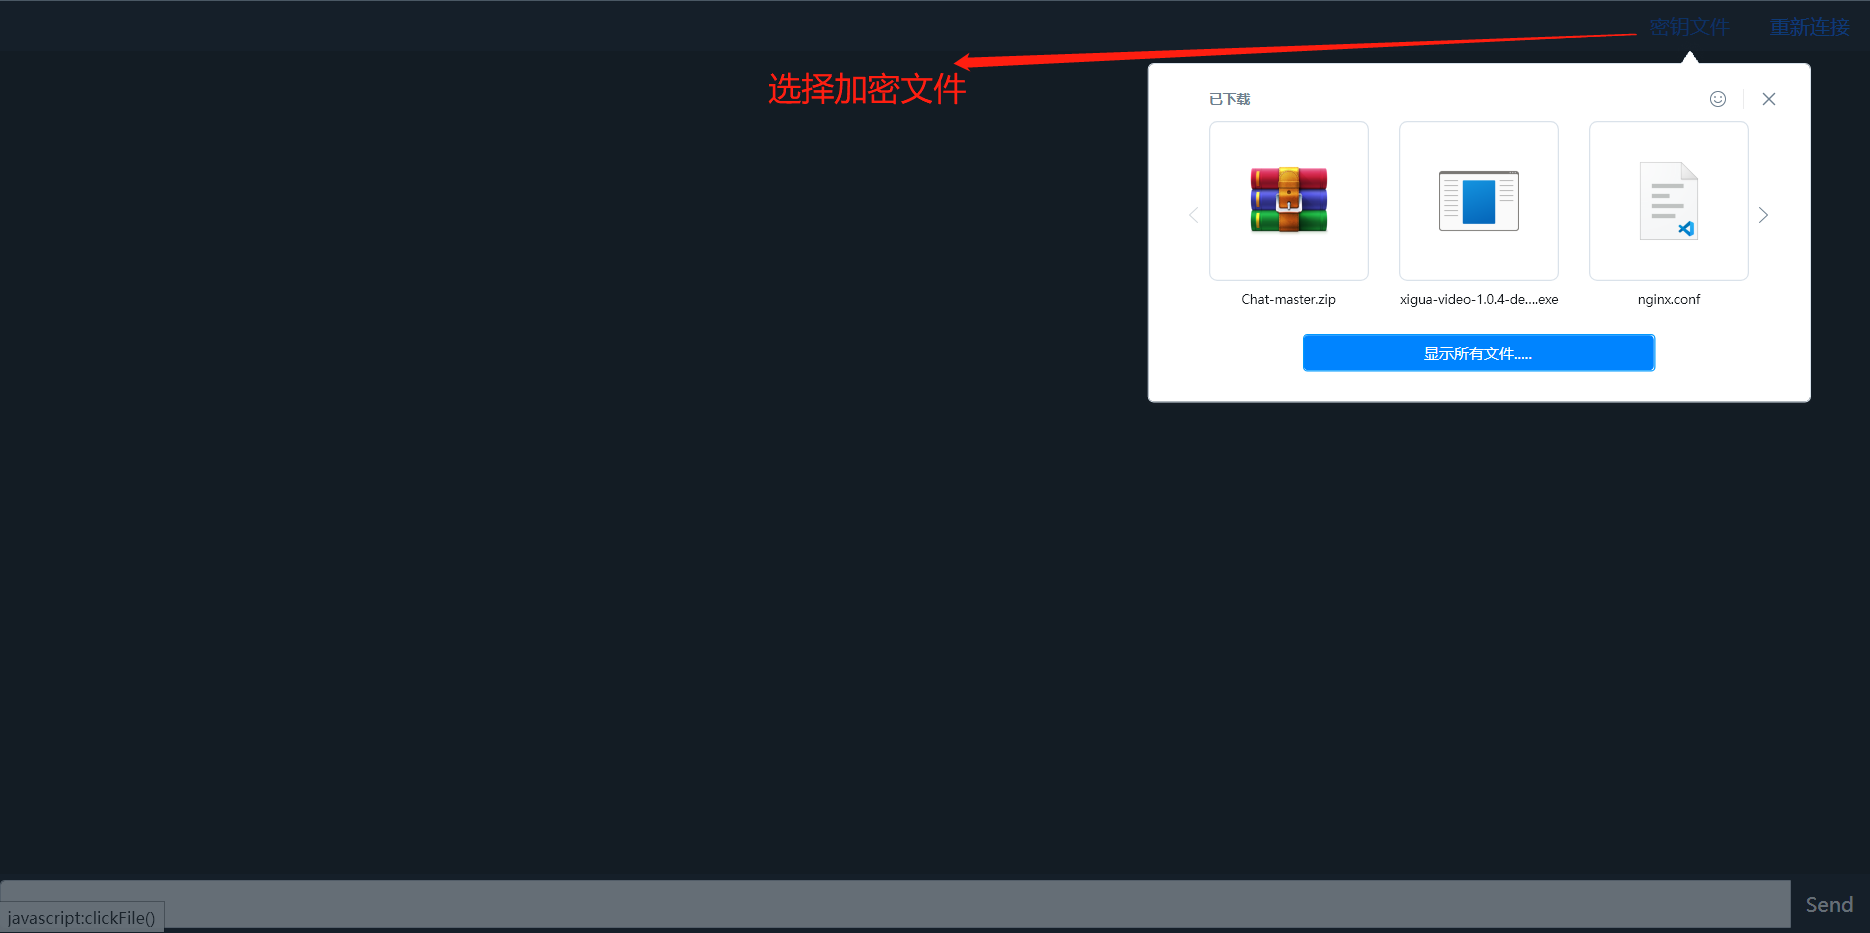 密钥文件 重新连接
选择加密文件
已下载
Chat-master.zip
xigua-video-1.0.4-de....exe
nginx.conf
显示所有文件.....
javascript:clickFile()
Send